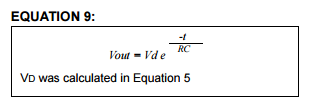 EQUATION 9:
Vout = Vd e -t/RC
VD was calculated in Equation 5